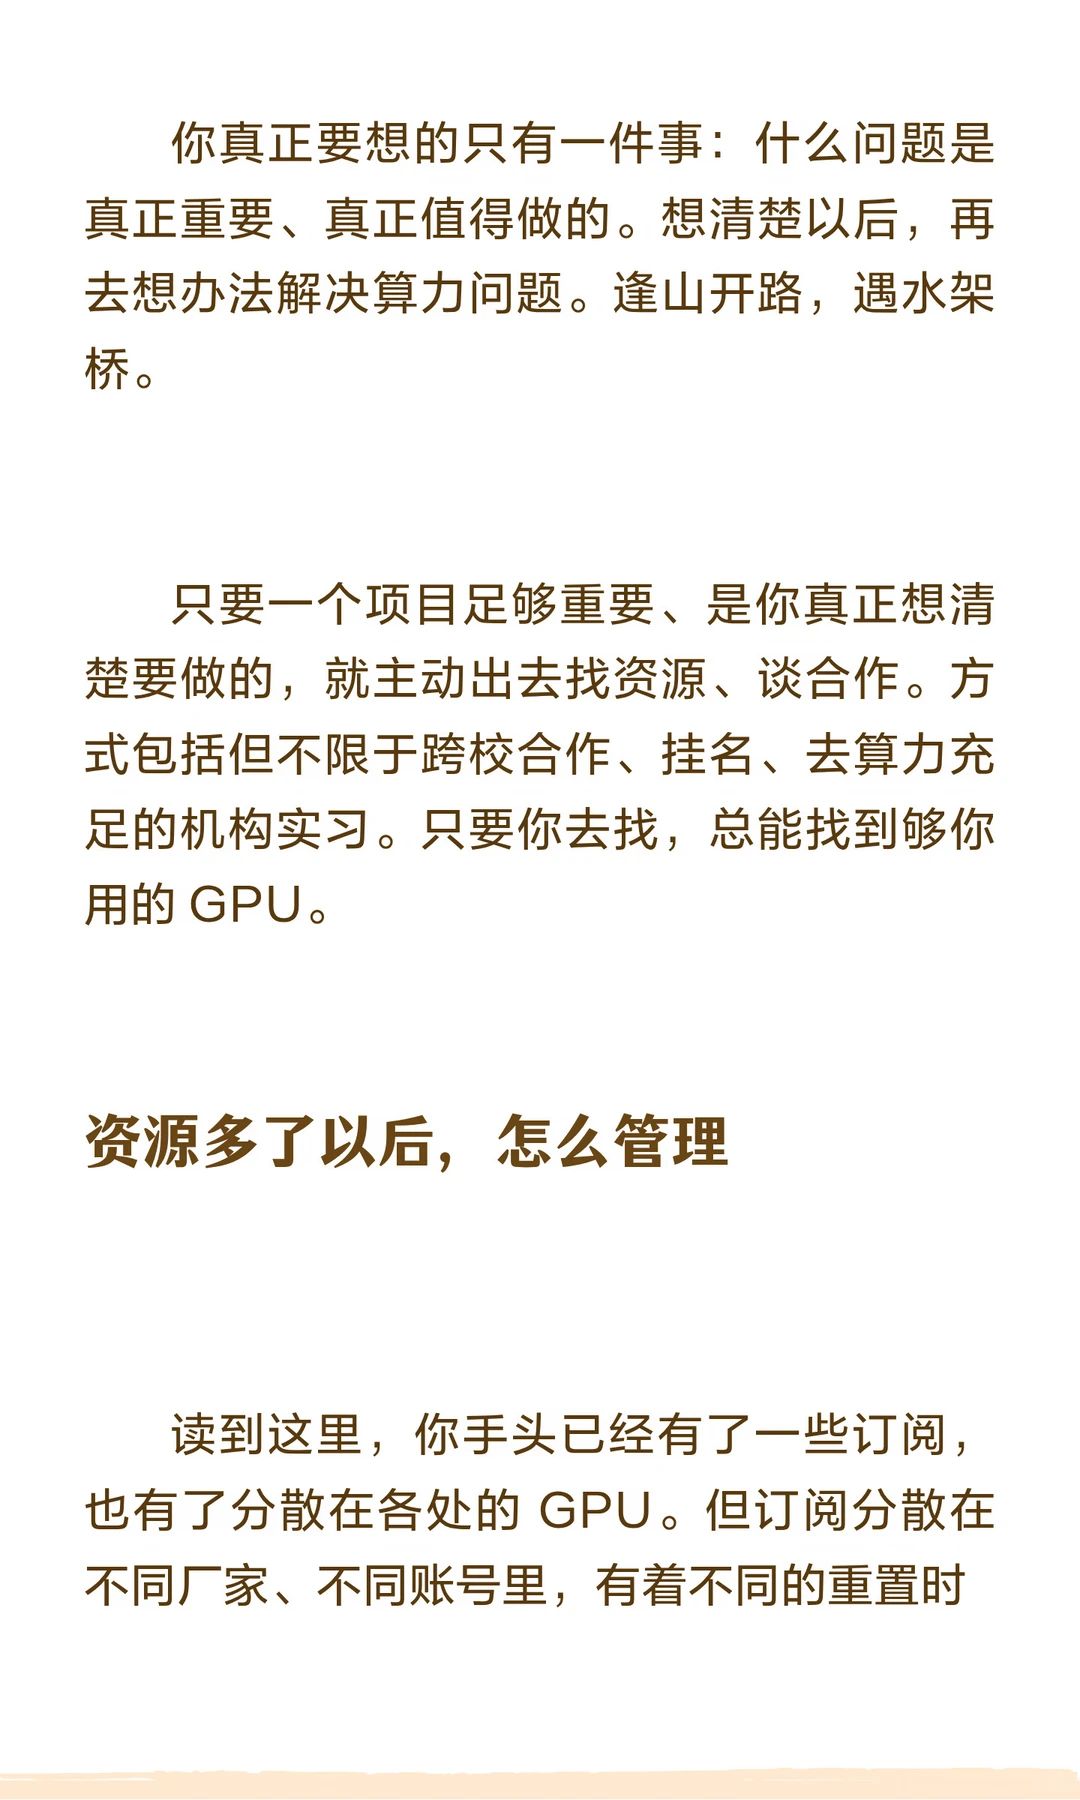 你真正要想的只有一件事：什么问题是
真正重要、真正值得做的。想清楚以后，再
去想办法解决算力问题。逢山开路，遇水架
桥。
只要一个项目足够重要、是你真正想清
楚要做的，就主动出去找资源、谈合作。方
式包括但不限于跨校合作、挂名、去算力充
足的机构实习。只要你去找，总能找到够你
用的 GPU。
资源多了以后，怎么管理
读到这里，你手头已经有了一些订阅，
也有了分散在各处的 GPU。但订阅分散在
不同厂家、不同账号里，有着不同的重置时